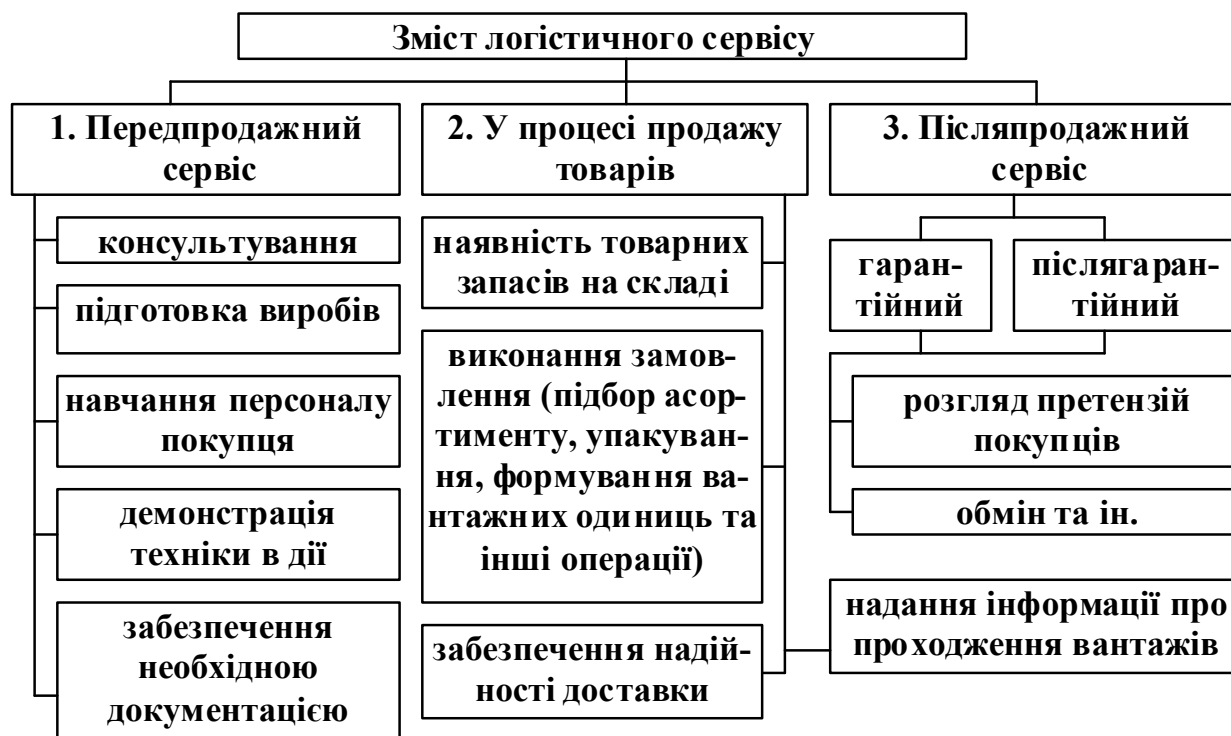 Зміст логістичного сервісу
1. Передпродажний
сервіс
консультування
підготовка виробів
навчання персоналу
покупця
демонстрація
техніки в дії
забезпечення
необхідною
документацією
2. У процесі продажу
товарів
наявність товарних
запасів на складі
виконання замов-
лення (підбор асор-
тименту, упакуван-
ня, формування ва-
нтажних одиниць та
інші операції)
забезпечення надій-
ності доставки
надання інформації про
проходження вантажів
3. Післяпродажний
сервіс
гаран-
тійний
післягаран-
тійний
розгляд претензій
покупців
обмін та ін.